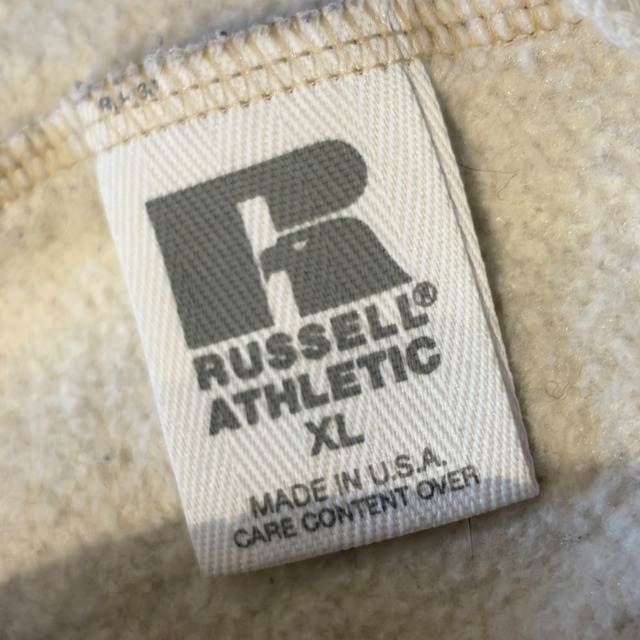 RUSSELL®
ATHLETIC
XL
MADE IN U.S.A.
CARE CONTENT OVER